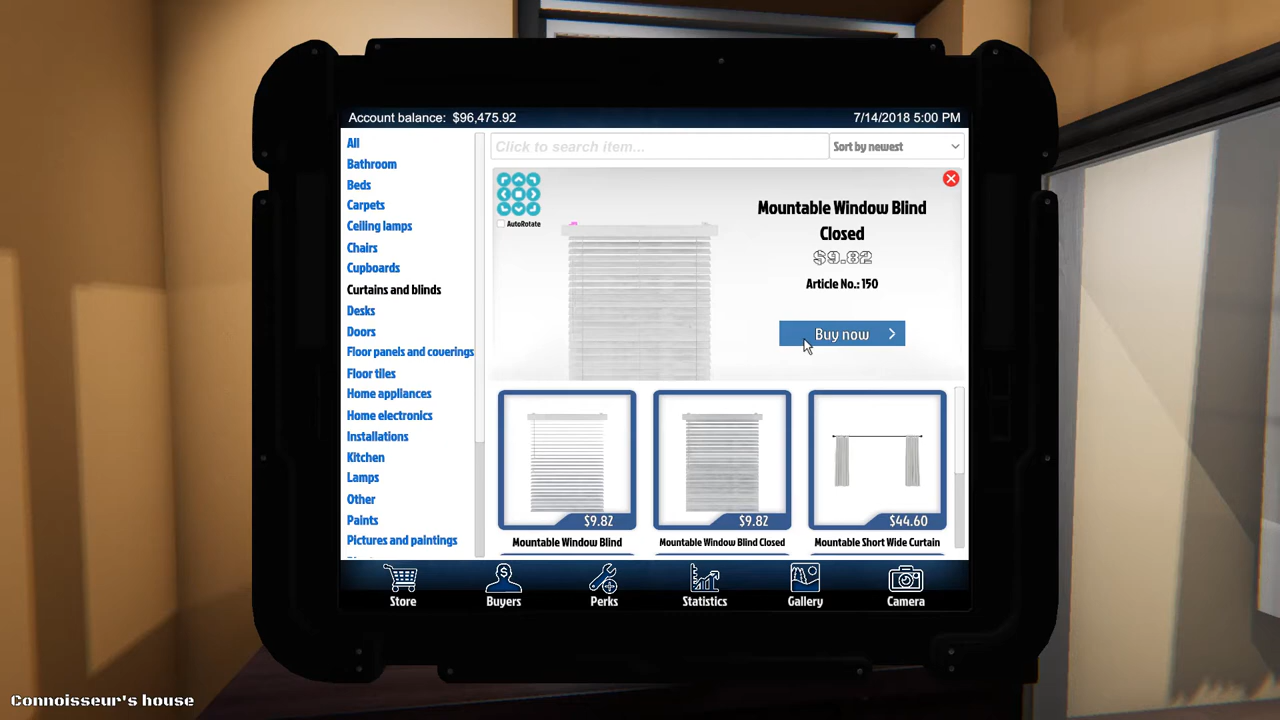 Account balance: $96,475.92
7/14/2018 5:00 PM
All
Bathroom
Beds
Carpets
Ceiling lamps
Chairs
Cupboards
Curtains and blinds
Desks
Doors
Floor panels and coverings
Floor tiles
Home appliances
Home electronics
Installations
Kitchen
Lamps
Other
Paints
Pictures and paintings
Click to search item...
Sort by newest
AutoRotate
Mountable Window Blind
Closed
$9.82
Article No.: 150
Buy now
$9.82
Mountable Window Blind
$9.82
Mountable Window Blind Closed
$44.60
Mountable Short Wide Curtain
Store
Buyers
Perks
Statistics
Gallery
Camera
Connoisseur's house